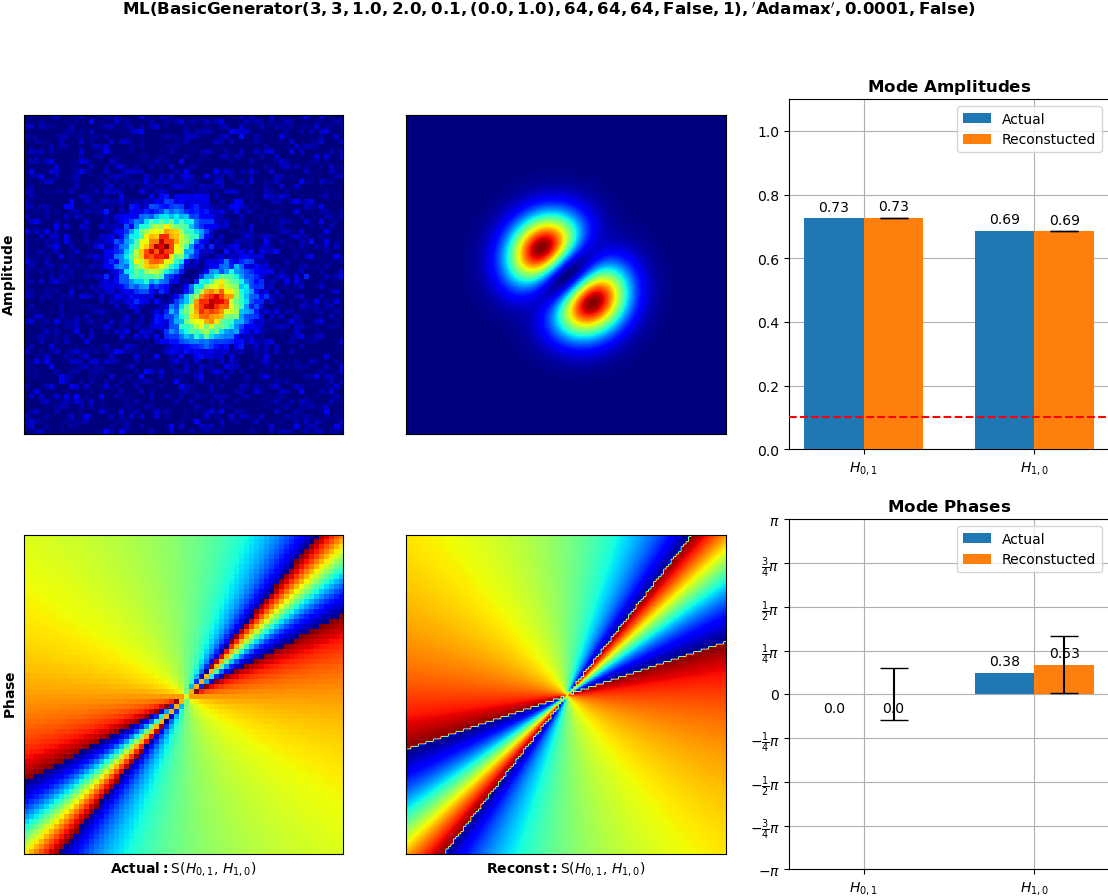 ML(BasicGenerator(3, 3, 1.0, 2.0, 0.1, (0.0, 1.0), 64, 64, 64, False, 1), ′Adamax′, 0.0001, False)
Amplitude
Mode Amplitudes
Actual
Reconstucted
1.0
0.8
0.6
0.4
0.2
0.0
0.73
0.73
0.69
0.69
H0, 1
H1, 0
Phase
Actual: S(H0, 1, H1, 0)
Reconst: S(H0, 1, H1, 0)
Mode Phases
Actual
Reconstucted
π
3/4π
1/2π
1/4π
0
−1/4π
−1/2π
−3/4π
−π
0.0
0.0
0.38
0.53
H0, 1
H1, 0